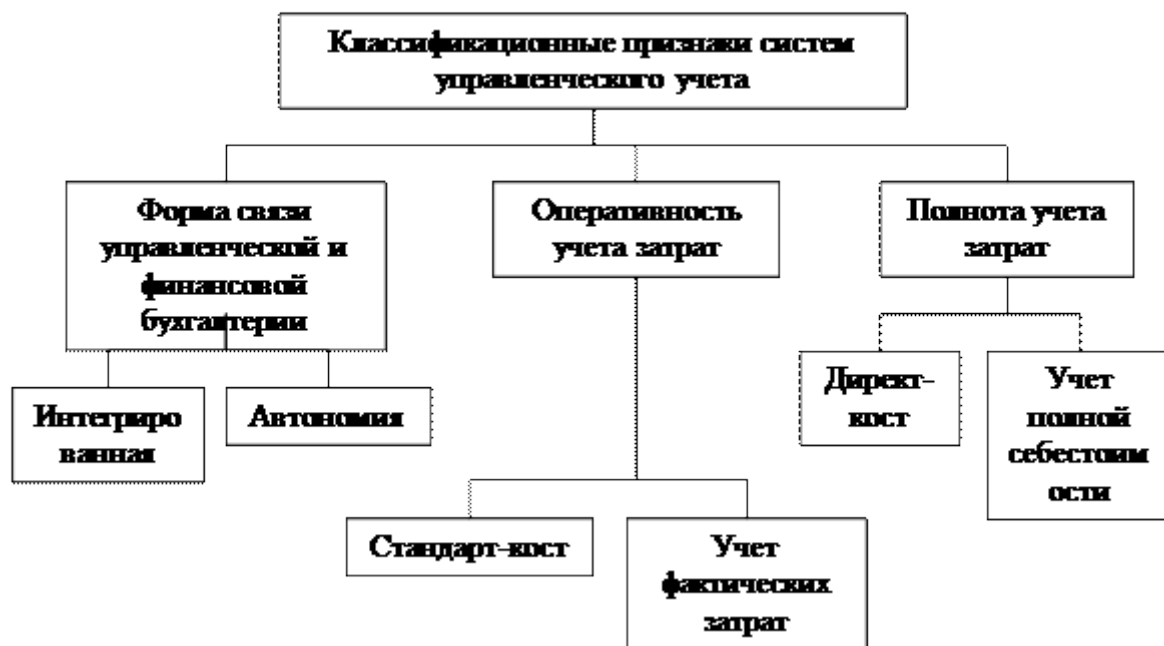 Классификационные признаки систем
управленческого учета
Форма связи
управленческой и
финансовой
бухгалтерии
Оперативность
учета затрат
Полнота учета
затрат
Интегриро
ванная
Автономия
Директ-
кост
Учет
полной
себестоим
ости
Стандарт-кост
Учет
фактических
затрат